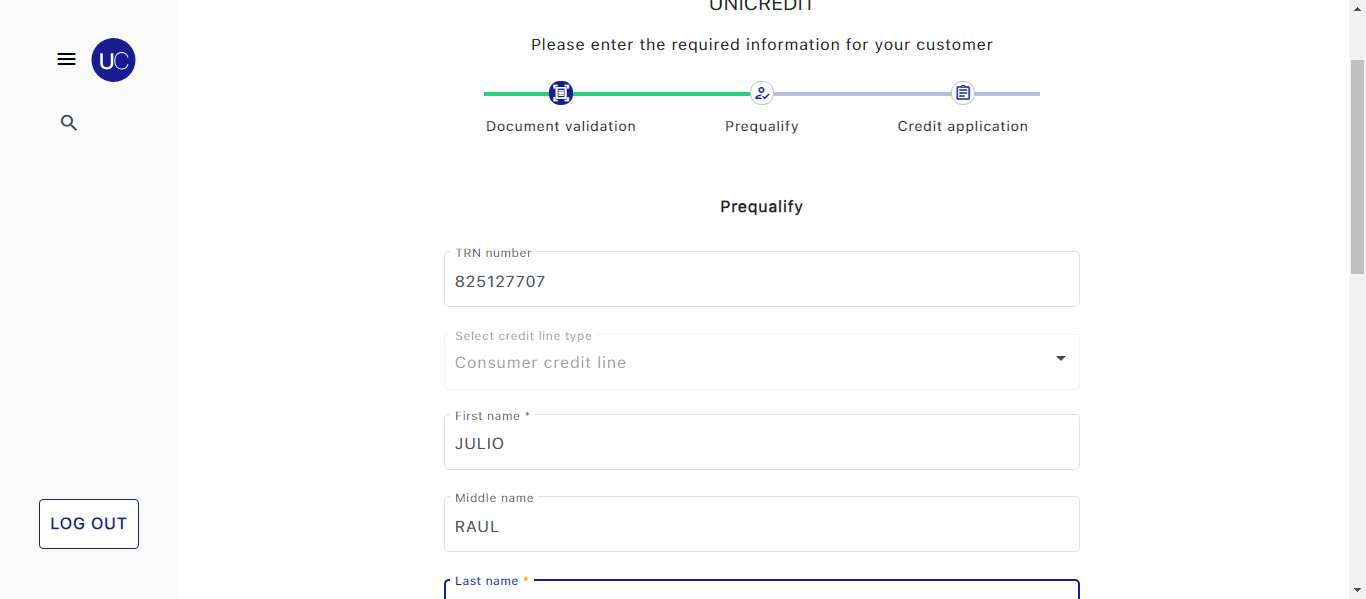 UNICREDIT
Please enter the required information for your customer
UC
Document validation
Prequalify
Credit application
Prequalify
TRN number
825127707
Select credit line type
Consumer credit line
First name *
JULIO
Middle name
RAUL
LOG OUT
Last name *